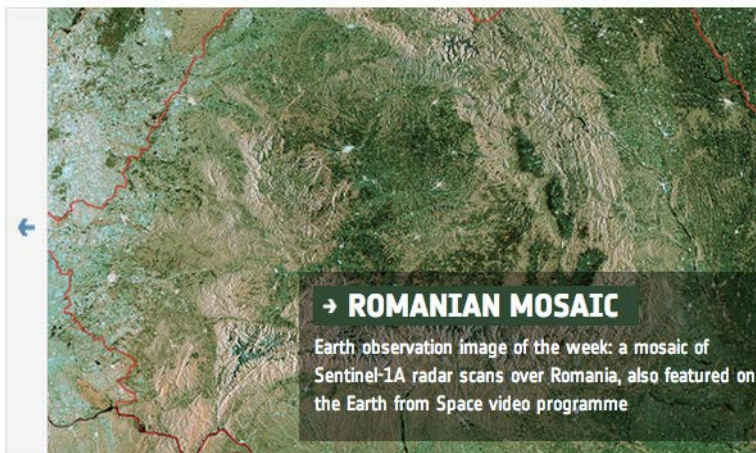 → ROMANIAN MOSAIC
Earth observation image of the week: a mosaic of
Sentinel-1A radar scans over Romania, also featured on
the Earth from Space video programme